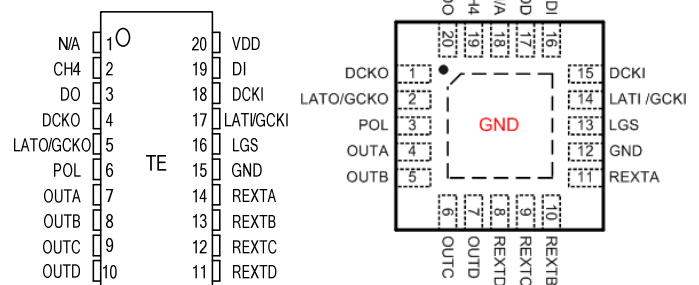 N/A 1 20 VDD
CH4 2 19 DI
DO 3 18 DCKI
DCKO 4 17 LATI/GCKI
LATO/GCKO 5 16 LGS
POL 6 TE 15 GND
OUTA 7 14 REXTA
OUTB 8 13 REXTB
OUTC 9 12 REXTC
OUTD 10 11 REXTD
DO CH4 N/A VDD DI
20 19 18 17 16
DCKO 1 15 DCKI
LATO/GCKO 2 14 LATI /GCKI
POL 3 GND 13 LGS
OUTA 4 12 GND
OUTB 5 11 REXTA
6 7 8 9 10
OUTC OUTD REXTD REXTC REXTB